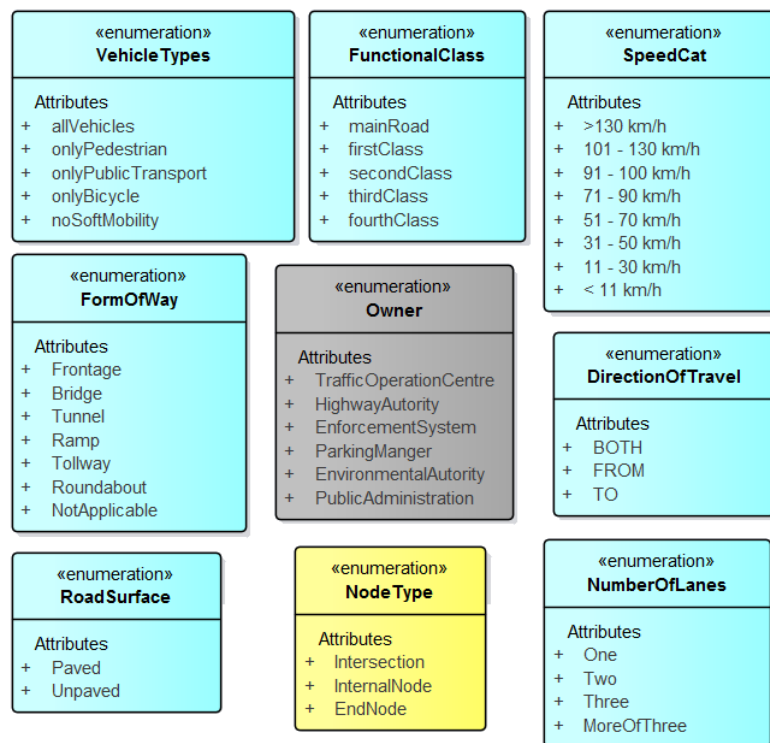 «enumeration»
VehicleTypes
Attributes
+ allVehicles
+ onlyPedestrian
+ onlyPublicTransport
+ onlyBicycle
+ noSoftMobility
«enumeration»
FunctionalClass
Attributes
+ mainRoad
+ firstClass
+ secondClass
+ thirdClass
+ fourthClass
«enumeration»
SpeedCat
Attributes
+ >130 km/h
+ 101 - 130 km/h
+ 91 - 100 km/h
+ 71 - 90 km/h
+ 51 - 70 km/h
+ 31 - 50 km/h
+ 11 - 30 km/h
+ < 11 km/h
«enumeration»
FormOfWay
Attributes
+ Frontage
+ Bridge
+ Tunnel
+ Ramp
+ Tollway
+ Roundabout
+ NotApplicable
«enumeration»
Owner
Attributes
+ TrafficOperationCentre
+ HighwayAutority
+ EnforcementSystem
+ ParkingManger
+ EnvironmentalAutority
+ PublicAdministration
«enumeration»
DirectionOfTravel
Attributes
+ BOTH
+ FROM
+ TO
«enumeration»
RoadSurface
Attributes
+ Paved
+ Unpaved
«enumeration»
NodeType
Attributes
+ Intersection
+ InternalNode
+ EndNode
«enumeration»
NumberOfLanes
Attributes
+ One
+ Two
+ Three
+ MoreOfThree